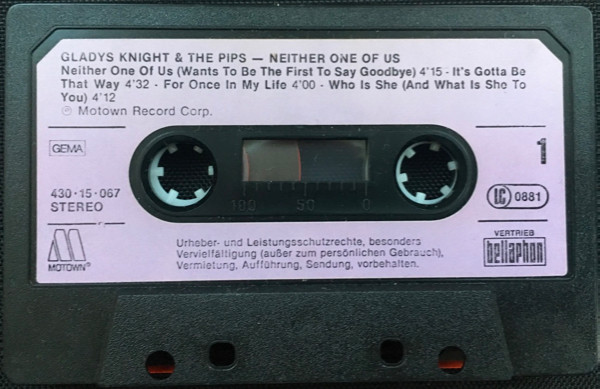 GLADYS KNIGHT & THE PIPS — NEITHER ONE OF US
Neither One Of Us (Wants To Be The First To Say Goodbye) 4'15 - It's Gotta Be
That Way 4'32 - For Once In My Life 4'00 - Who Is She (And What Is She To
You) 4'12
℗ Motown Record Corp.
GEMA
1
430·15·067
STEREO
LC 0881
100 50 0
M
MOTOWN®
Urheber- und Leistungsschutzrechte, besonders
Vervielfältigung (außer zum persönlichen Gebrauch),
Vermietung, Aufführung, Sendung, vorbehalten.
VERTRIEB
bellaphon